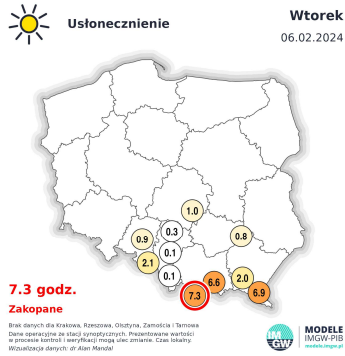 Usłonecznienie
Wtorek
06.02.2024
1.0
0.3
0.9
0.8
0.1
2.1
0.1
6.6
2.0
7.3
6.9
7.3 godz.
Zakopane
Brak danych dla Krakowa, Rzeszowa, Olsztyna, Zamościa i Tarnowa
Dane operacyjne ze stacji synoptycznych. Prezentowane wartości
w procesie kontroli i weryfikacji mogą ulec zmianie. Czas lokalny.
Wizualizacja danych: dr Alan Mandal
IM
GW
MODELE
IMGW-PIB
modele.imgw.pl